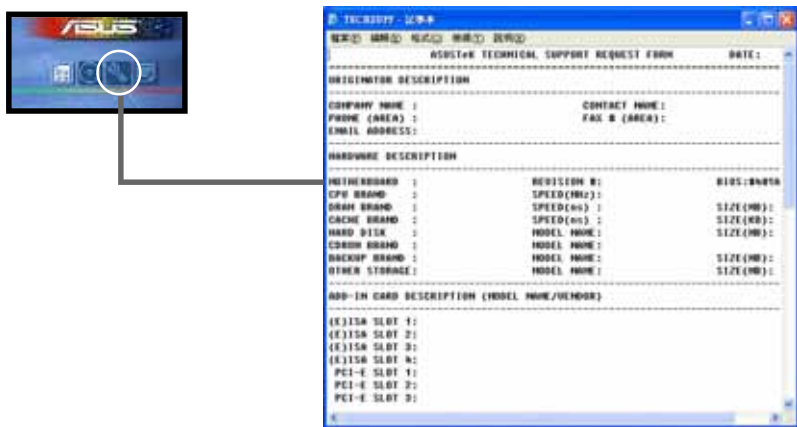 ASUS
- 記事本
檔案(F) 編輯(E) 格式(O) 檢視(V) 說明(H)
ASUSTeK TECHNICAL SUPPORT REQUEST FORM DATE:
ORIGINATOR DESCRIPTION
COMPANY NAME : CONTACT NAME:
PHONE (AREA) : FAX # (AREA):
EMAIL ADDRESS:
HARDWARE DESCRIPTION
MOTHERBOARD : REVISION #: BIOS:
CPU BRAND : SPEED(MHz):
DRAM BRAND : SPEED(ns) : SIZE(MB):
CACHE BRAND : SPEED(ns) : SIZE(KB):
HARD DISK : MODEL NAME: SIZE(MB):
CDROM BRAND : MODEL NAME:
BACKUP BRAND : MODEL NAME: SIZE(MB):
OTHER STORAGE: MODEL NAME: SIZE(MB):
ADD-IN CARD DESCRIPTION (MODEL NAME/VENDOR)
(E)ISA SLOT 1:
(E)ISA SLOT 2:
(E)ISA SLOT 3:
(E)ISA SLOT 4:
PCI-E SLOT 1:
PCI-E SLOT 2:
PCI-E SLOT 3: